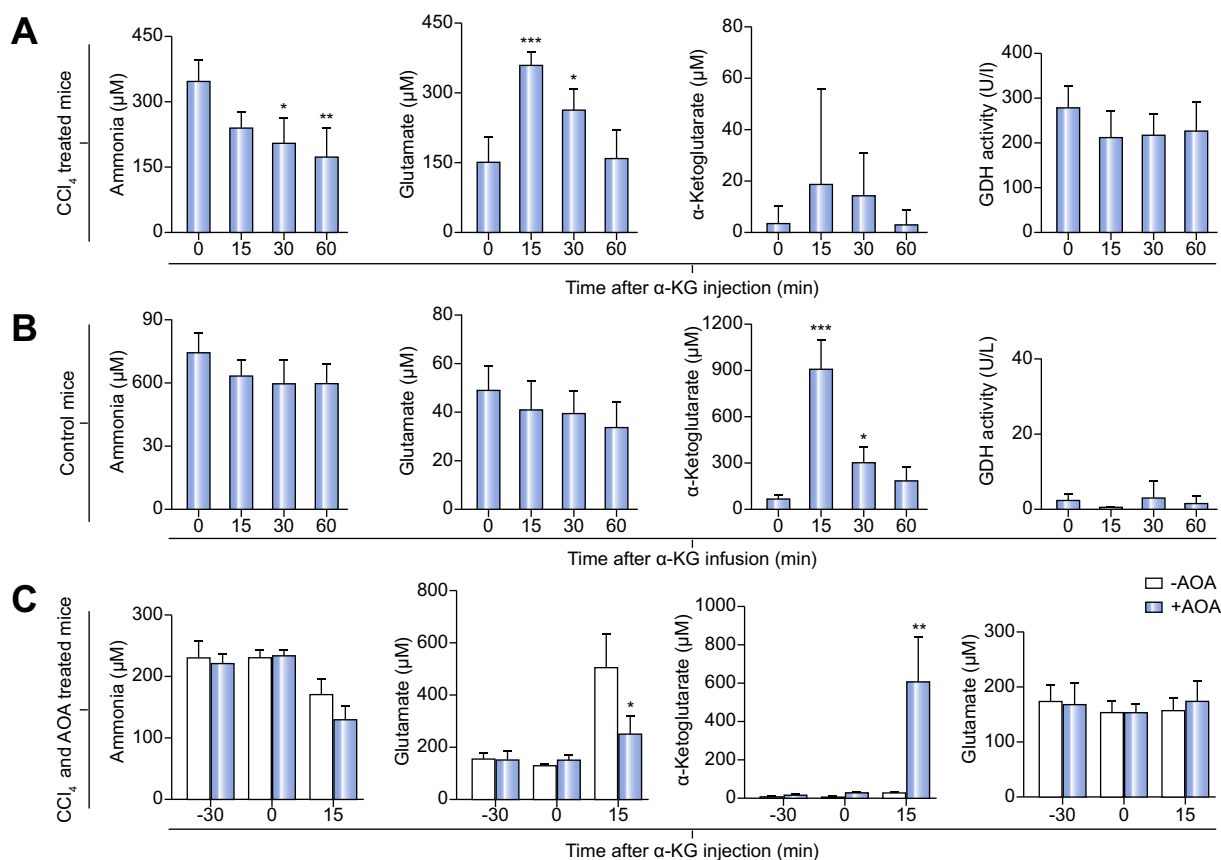 A
CCl4 treated mice
Ammonia (µM)
450
300
150
0
0 15 30 60
Glutamate (µM)
450
300
150
0
*** *
0 15 30 60
* **
α-Ketoglutarate (µM)
80
60
40
20
0
0 15 30 60
GDH activity (U/l)
400
300
200
100
0
0 15 30 60
Time after α-KG injection (min)
B
Control mice
Ammonia (µM)
90
600
30
0
0 15 30 60
Glutamate (µM)
80
60
40
20
0
0 15 30 60
α-Ketoglutarate (µM)
1200
900
600
300
0
*** *
0 15 30 60
GDH activity (U/L)
40
20
0
0 15 30 60
Time after α-KG infusion (min)
C
CCl4 and AOA treated mice
Ammonia (µM)
300
200
100
0
-30 0 15
Glutamate (µM)
800
600
400
200
0
*
-30 0 15
α-Ketoglutarate (µM)
1000
800
600
400
200
0
**
-30 0 15
-AOA
+AOA
Glutamate (µM)
300
200
100
0
-30 0 15
Time after α-KG injection (min)